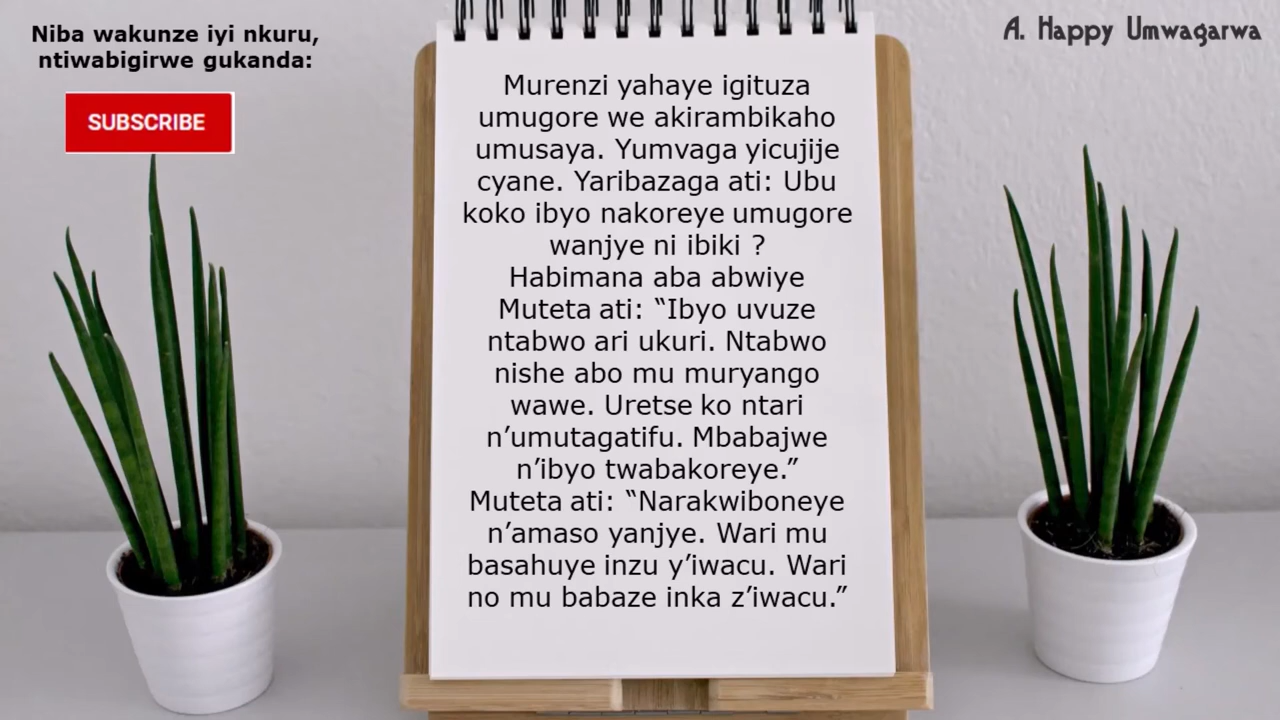 Niba wakunze iyi nkuru,
ntiwabigirwe gukanda:
SUBSCRIBE
A. Happy Umwagarwa
Murenzi yahaye igituza
umugore we akirambikaho
umusaya. Yumvaga yicujije
cyane. Yaribazaga ati: Ubu
koko ibyo nakoreye umugore
wanjye ni ibiki ?
Habimana aba abwiye
Muteta ati: “Ibyo uvuze
ntabwo ari ukuri. Ntabwo
nishe abo mu muryango
wawe. Uretse ko ntari
n’umutagatifu. Mbabajwe
n’ibyo twabakoreye.”
Muteta ati: “Narakwiboneye
n’amaso yanjye. Wari mu
basahuye inzu y’iwacu. Wari
no mu babaze inka z’iwacu.”